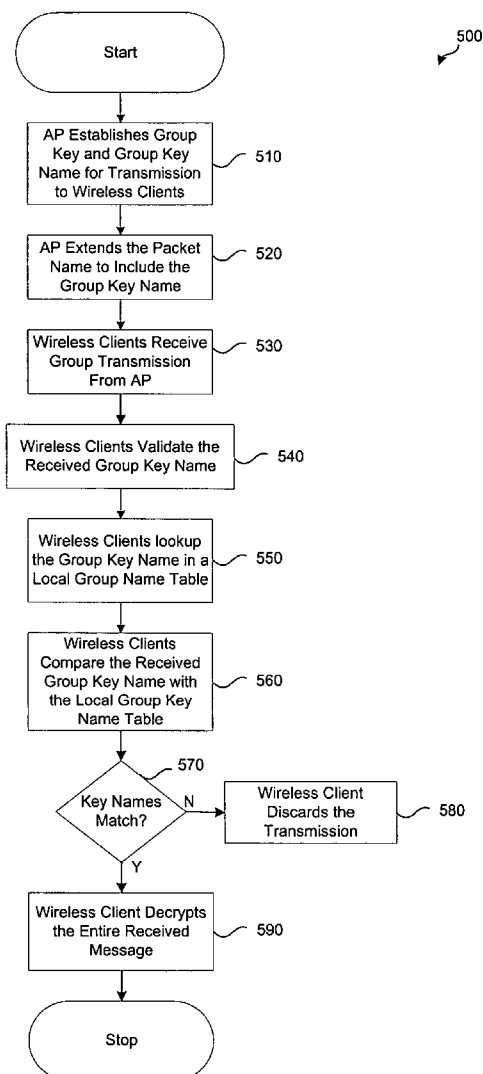 Start
500
AP Establishes Group
Key and Group Key
Name for Transmission
to Wireless Clients
510
AP Extends the Packet
Name to Include the
Group Key Name
520
Wireless Clients Receive
Group Transmission
From AP
530
Wireless Clients Validate the
Received Group Key Name
540
Wireless Clients lookup
the Group Key Name in a
Local Group Name Table
550
Wireless Clients
Compare the Received
Group Key Name with
the Local Group Key
Name Table
560
570
Key Names
Match?
N
Wireless Client
Discards the
Transmission
580
Y
Wireless Client Decrypts
the Entire Received
Message
590
Stop